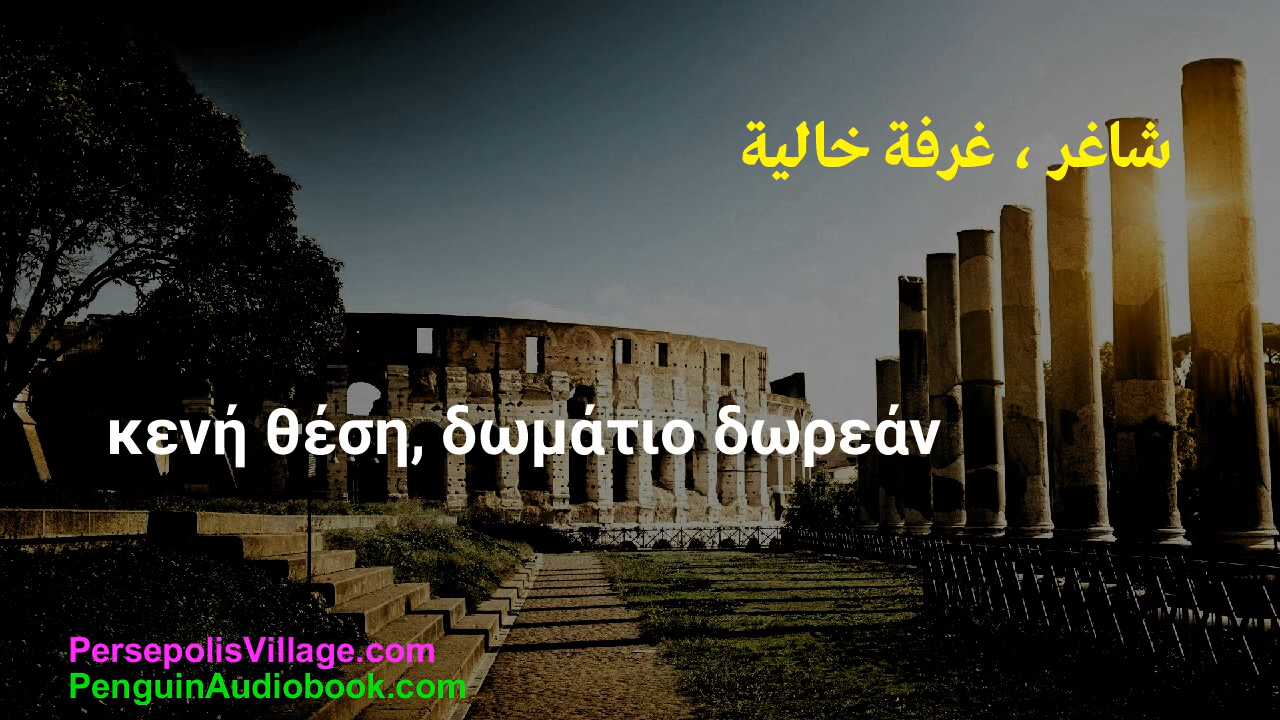 شاغر ، غرفة خالية
κενή θέση, δωμάτιο δωρεάν
PersepolisVillage.com
PenguinAudiobook.com